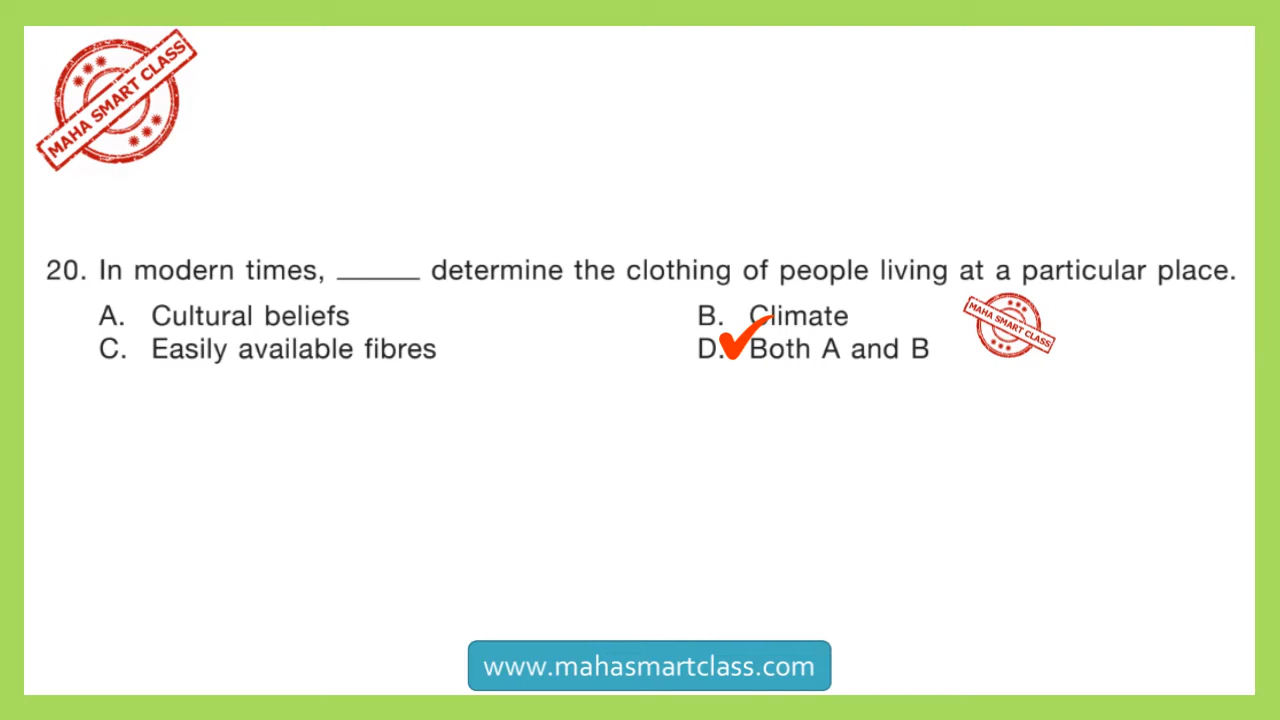 MAHA SMART CLASS
20. In modern times, ______ determine the clothing of people living at a particular place.
A. Cultural beliefs B. Climate
MAHA SMART CLASS
C. Easily available fibres D. Both A and B
www.mahasmartclass.com